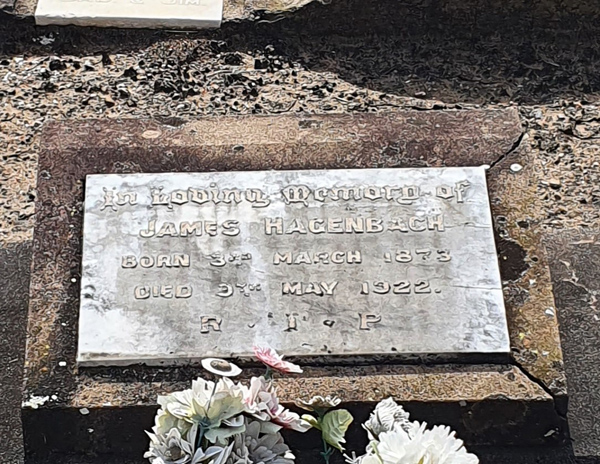 In Loving Memory of
JAMES HAGENBACH
BORN 3RD MARCH 1873
DIED 9TH MAY 1922.
R. I. P